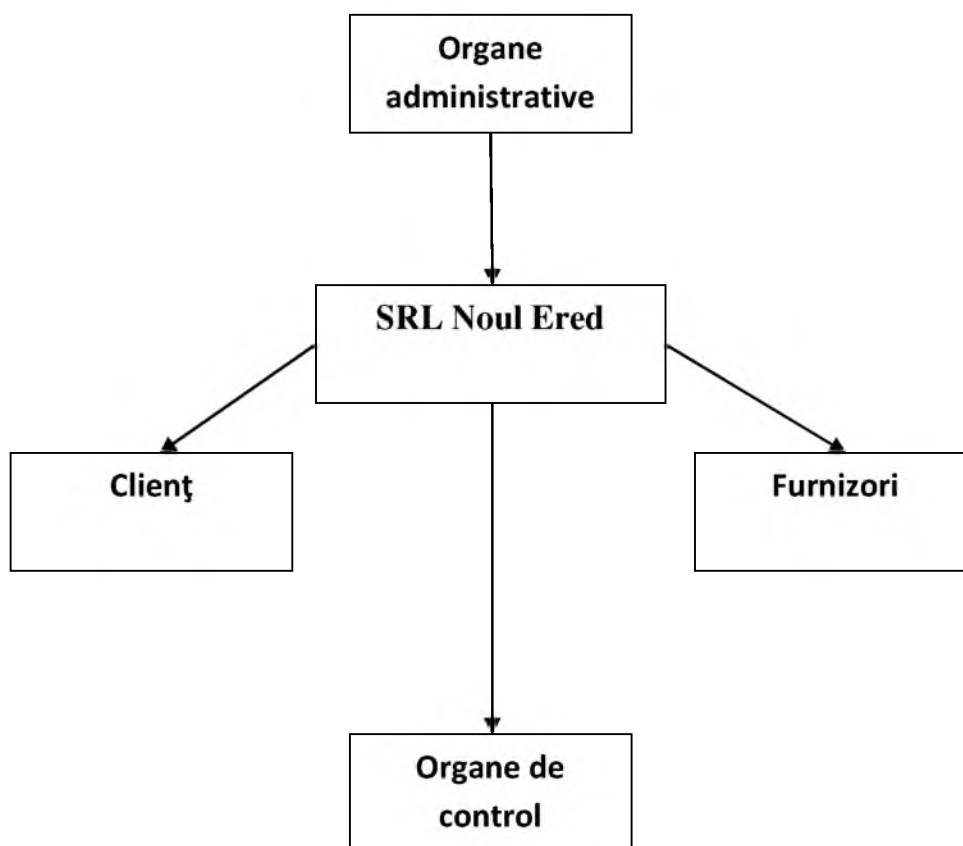 Organe
administrative
SRL Noul Ered
Clienţ
Furnizori
Organe de
control